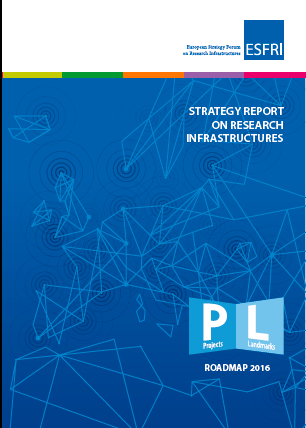 European Strategy Forum
on Research Infrastructures
ESFRI
STRATEGY REPORT
ON RESEARCH
INFRASTRUCTURES
P L
Projects Landmarks
ROADMAP 2016